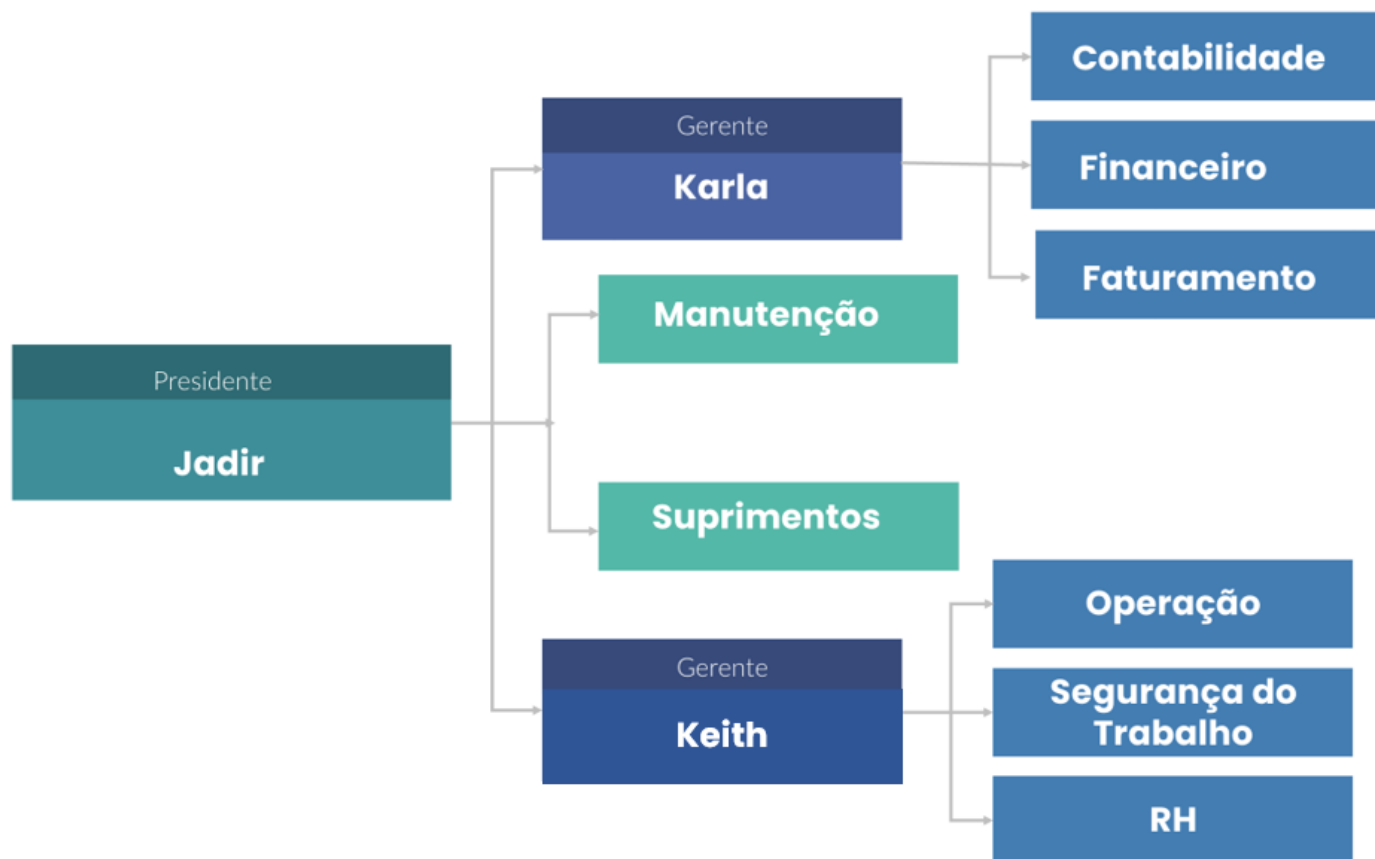 Contabilidade
Gerente
Karla
Financeiro
Faturamento
Manutenção
Presidente
Jadir
Suprimentos
Operação
Gerente
Keith
Segurança do
Trabalho
RH